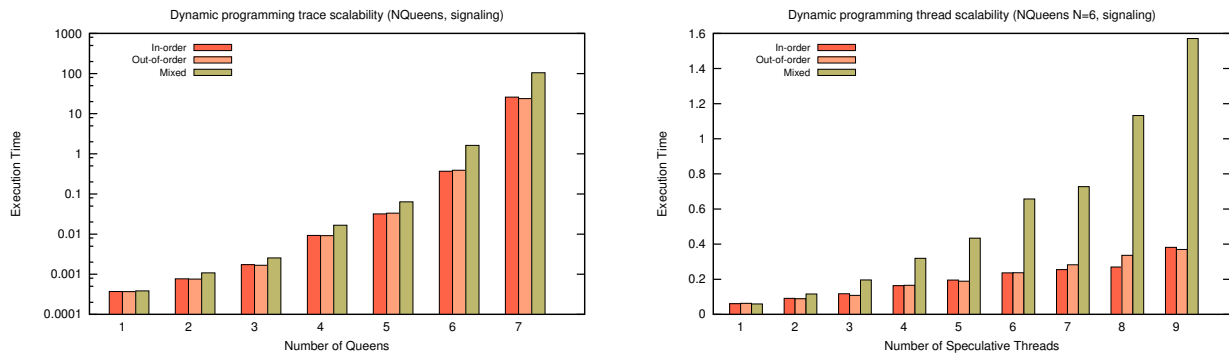 Dynamic programming trace scalability (NQueens, signaling)
1000
100
10
1
0.1
0.01
0.001
0.0001
Execution Time
In-order
Out-of-order
Mixed
1 2 3 4 5 6 7
Number of Queens
Dynamic programming thread scalability (NQueens N=6, signaling)
1.6
1.4
1.2
1
0.8
0.6
0.4
0.2
0
Execution Time
In-order
Out-of-order
Mixed
1 2 3 4 5 6 7 8 9
Number of Speculative Threads